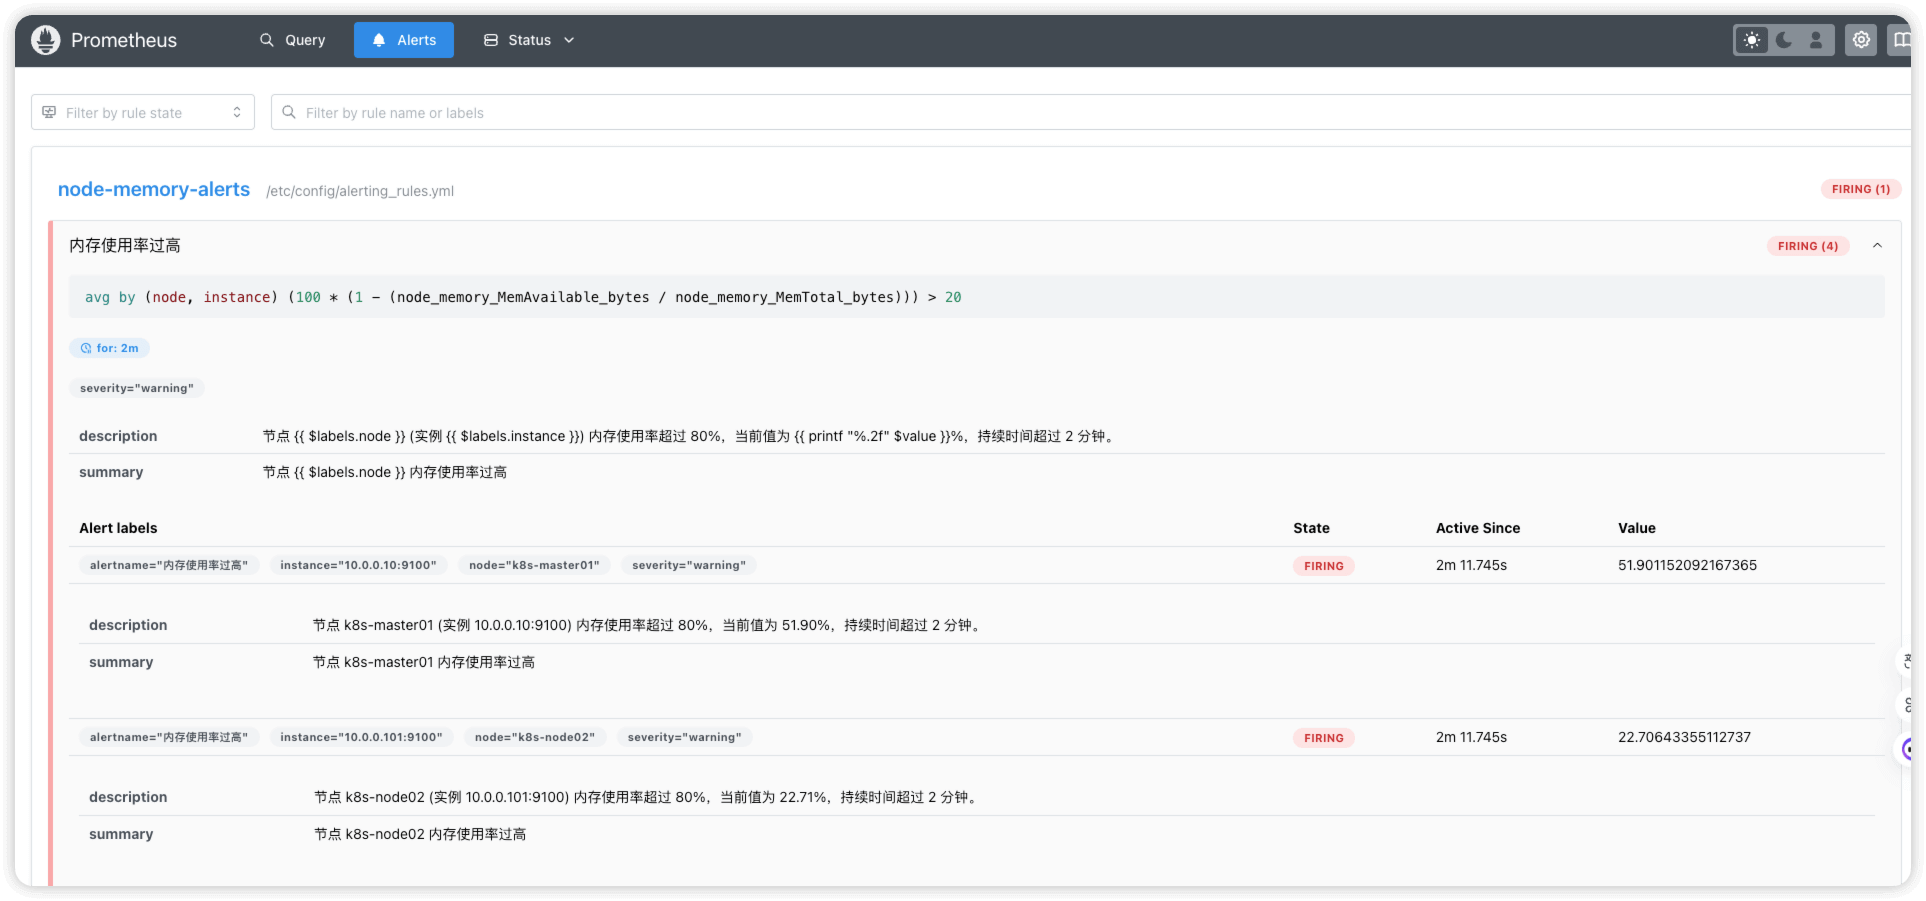 Prometheus
Query
Alerts
Status
Filter by rule state
Filter by rule name or labels
node-memory-alerts /etc/config/alerting_rules.yml
FIRING (1)
内存使用率过高
FIRING (4)
avg by (node, instance) (100 * (1 - (node_memory_MemAvailable_bytes / node_memory_MemTotal_bytes))) > 20
for: 2m
severity="warning"
description 节点 {{ $labels.node }} (实例 {{ $labels.instance }}) 内存使用率超过 80%，当前值为 {{ printf "%.2f" $value }}%，持续时间超过 2 分钟。
summary 节点 {{ $labels.node }} 内存使用率过高
Alert labels State Active Since Value
alertname="内存使用率过高" instance="10.0.0.10:9100" node="k8s-master01" severity="warning" FIRING 2m 11.745s 51.901152092167365
description 节点 k8s-master01 (实例 10.0.0.10:9100) 内存使用率超过 80%，当前值为 51.90%，持续时间超过 2 分钟。
summary 节点 k8s-master01 内存使用率过高
alertname="内存使用率过高" instance="10.0.0.101:9100" node="k8s-node02" severity="warning" FIRING 2m 11.745s 22.70643355112737
description 节点 k8s-node02 (实例 10.0.0.101:9100) 内存使用率超过 80%，当前值为 22.71%，持续时间超过 2 分钟。
summary 节点 k8s-node02 内存使用率过高